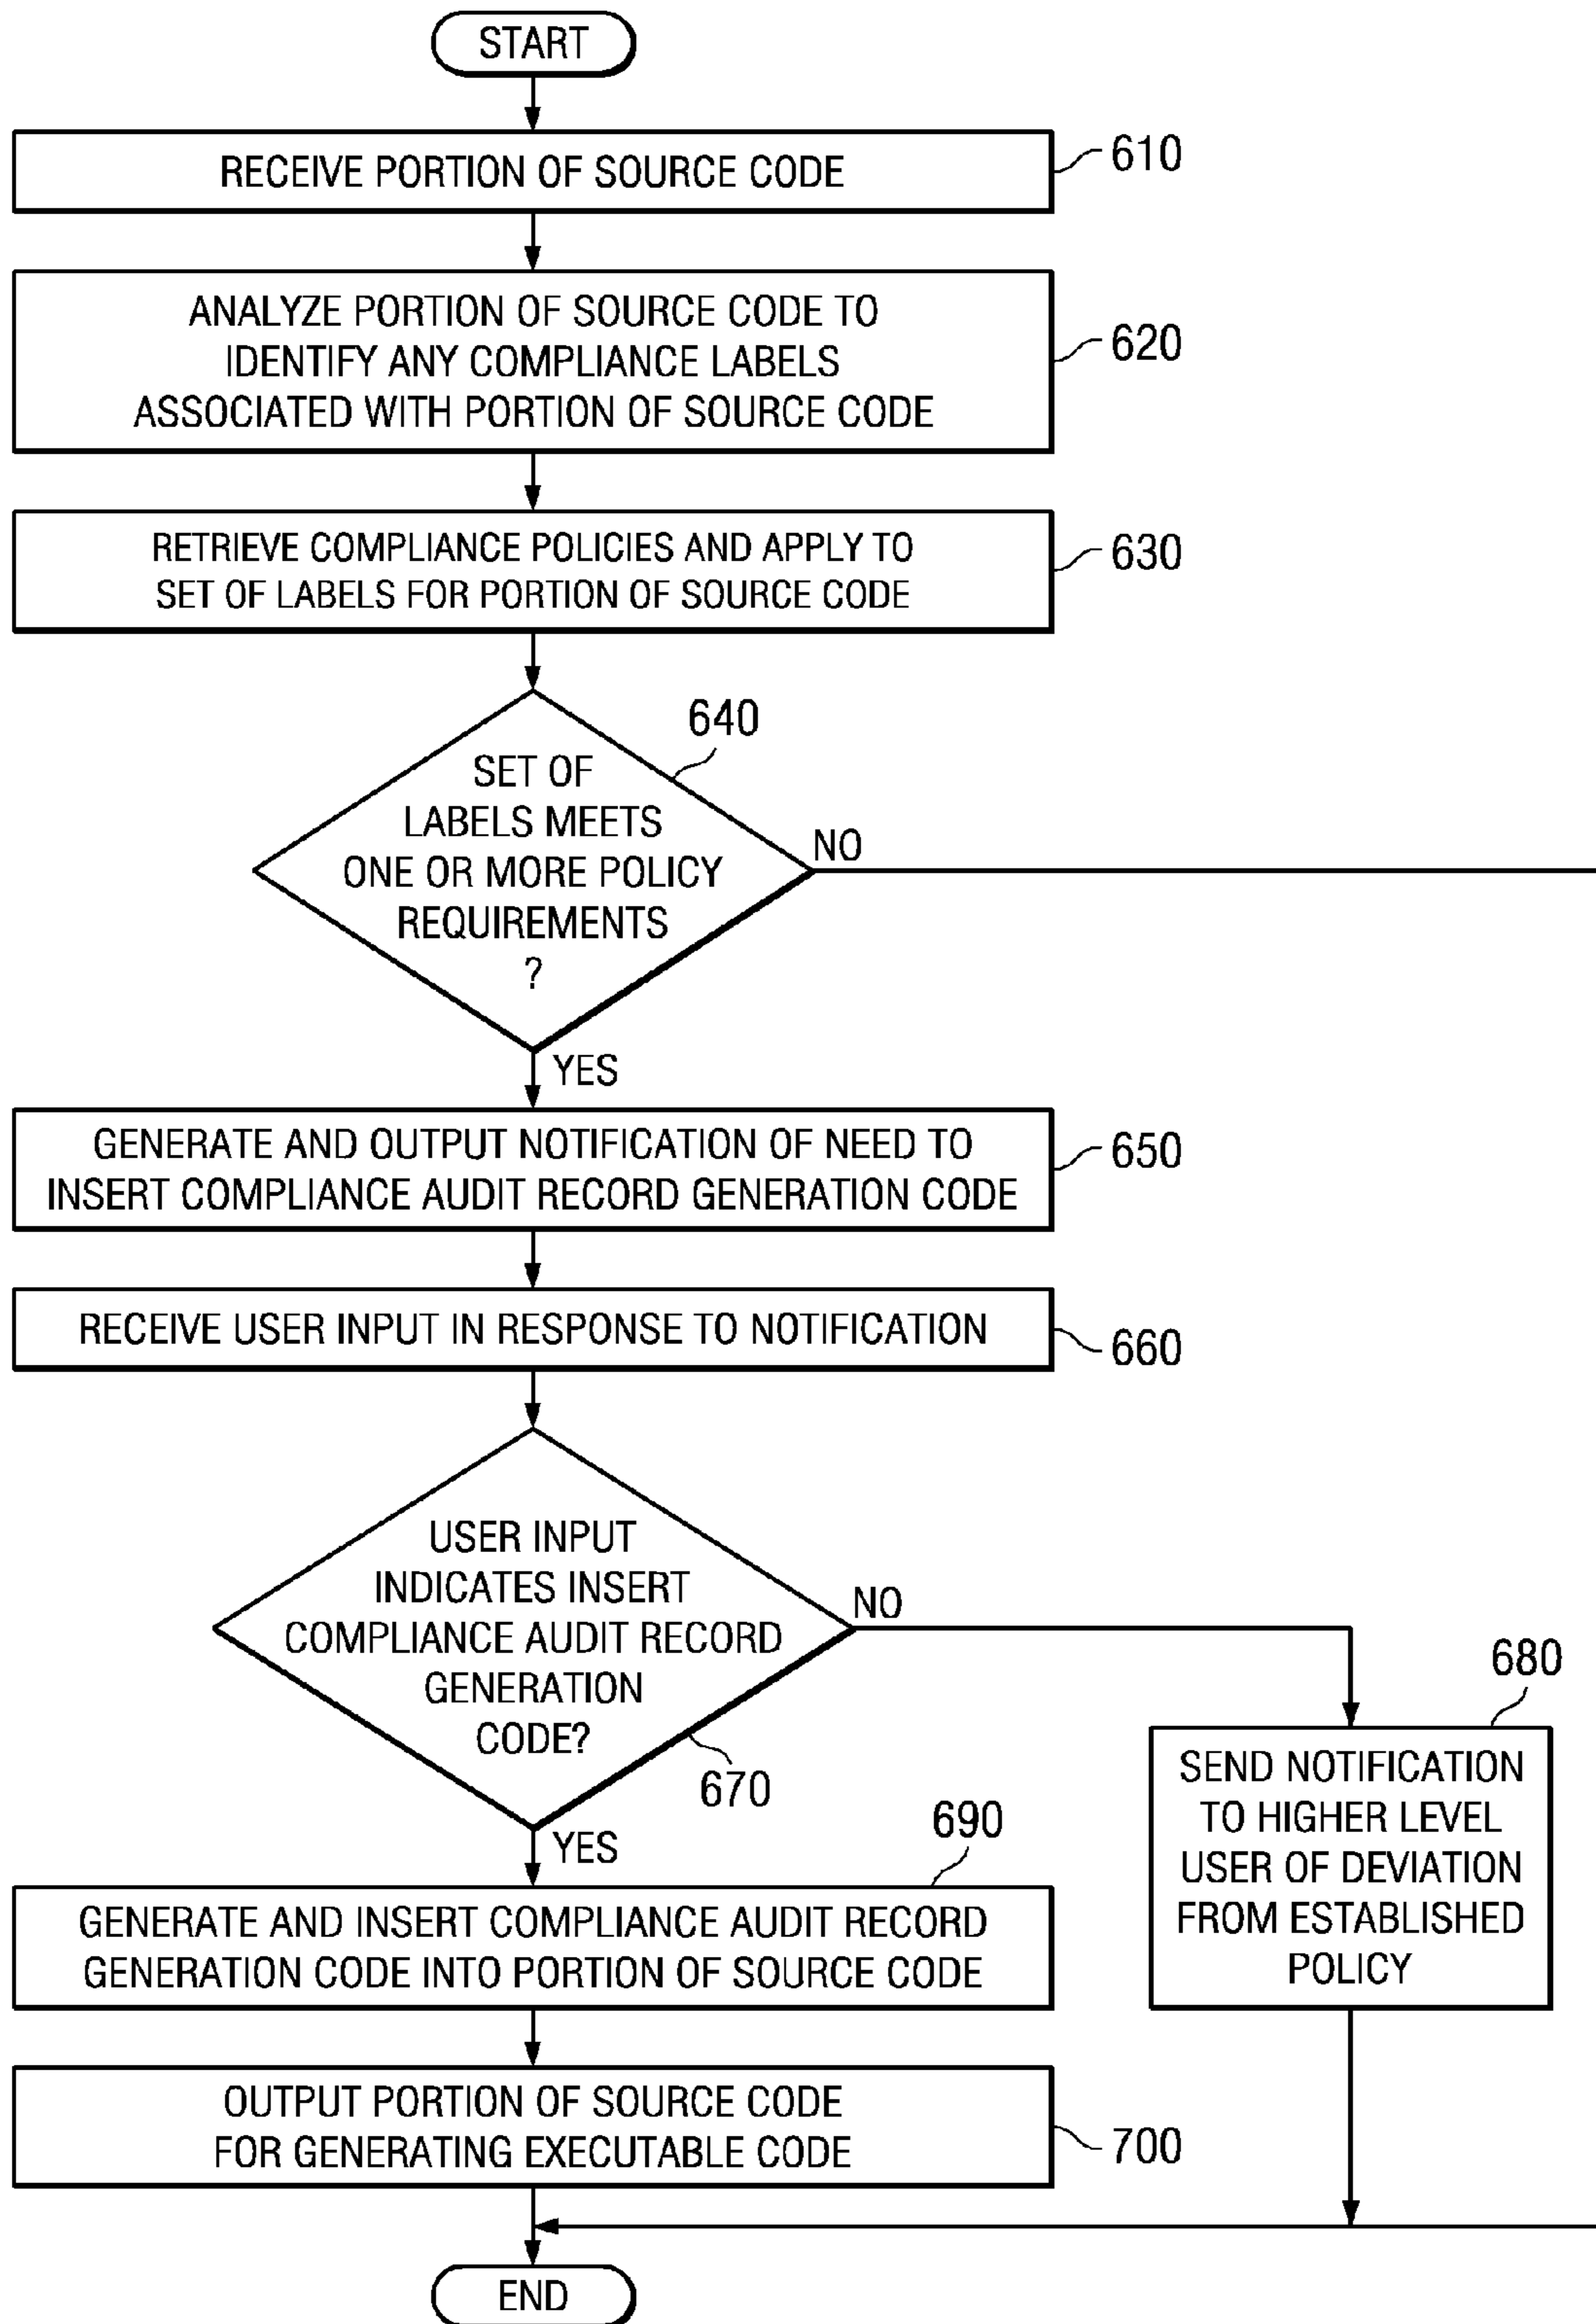 START
RECEIVE PORTION OF SOURCE CODE
610
ANALYZE PORTION OF SOURCE CODE TO
IDENTIFY ANY COMPLIANCE LABELS
ASSOCIATED WITH PORTION OF SOURCE CODE
620
RETRIEVE COMPLIANCE POLICIES AND APPLY TO
SET OF LABELS FOR PORTION OF SOURCE CODE
630
640
SET OF
LABELS MEETS
ONE OR MORE POLICY
REQUIREMENTS
?
NO
YES
GENERATE AND OUTPUT NOTIFICATION OF NEED TO
INSERT COMPLIANCE AUDIT RECORD GENERATION CODE
650
RECEIVE USER INPUT IN RESPONSE TO NOTIFICATION
660
USER INPUT
INDICATES INSERT
COMPLIANCE AUDIT RECORD
GENERATION
CODE?
670
NO
YES
680
SEND NOTIFICATION
TO HIGHER LEVEL
USER OF DEVIATION
FROM ESTABLISHED
POLICY
690
GENERATE AND INSERT COMPLIANCE AUDIT RECORD
GENERATION CODE INTO PORTION OF SOURCE CODE
OUTPUT PORTION OF SOURCE CODE
FOR GENERATING EXECUTABLE CODE
700
END